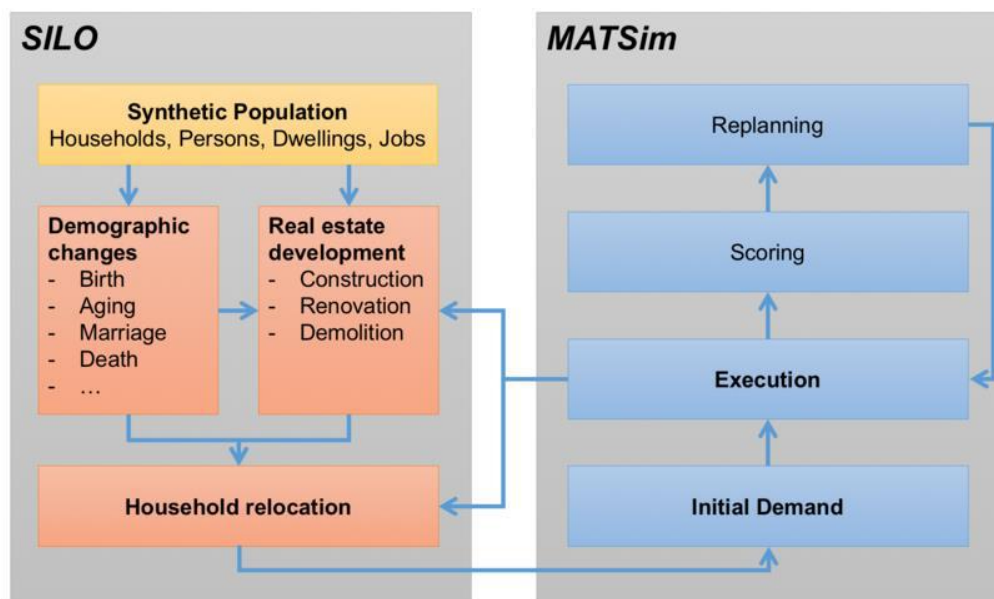 SILO
Synthetic Population
Households, Persons, Dwellings, Jobs
Demographic
changes
- Birth
- Aging
- Marriage
- Death
- …
Real estate
development
- Construction
- Renovation
- Demolition
Household relocation
MATSim
Replanning
Scoring
Execution
Initial Demand